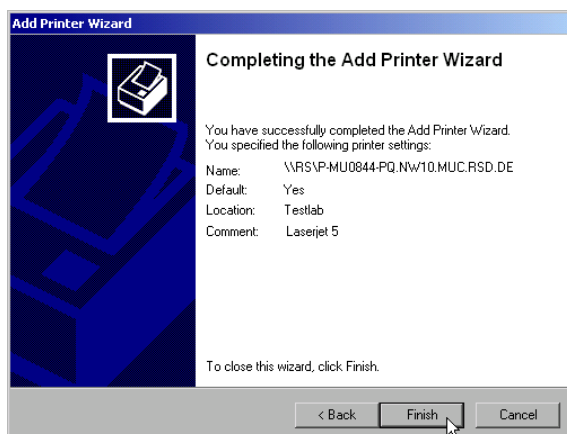 Add Printer Wizard
Completing the Add Printer Wizard
You have successfully completed the Add Printer Wizard.
You specified the following printer settings:
Name: \\RS\P-MU0844-PQ.NW10.MUC.RSD.DE
Default: Yes
Location: Testlab
Comment: Laserjet 5
To close this wizard, click Finish.
< Back Finish Cancel